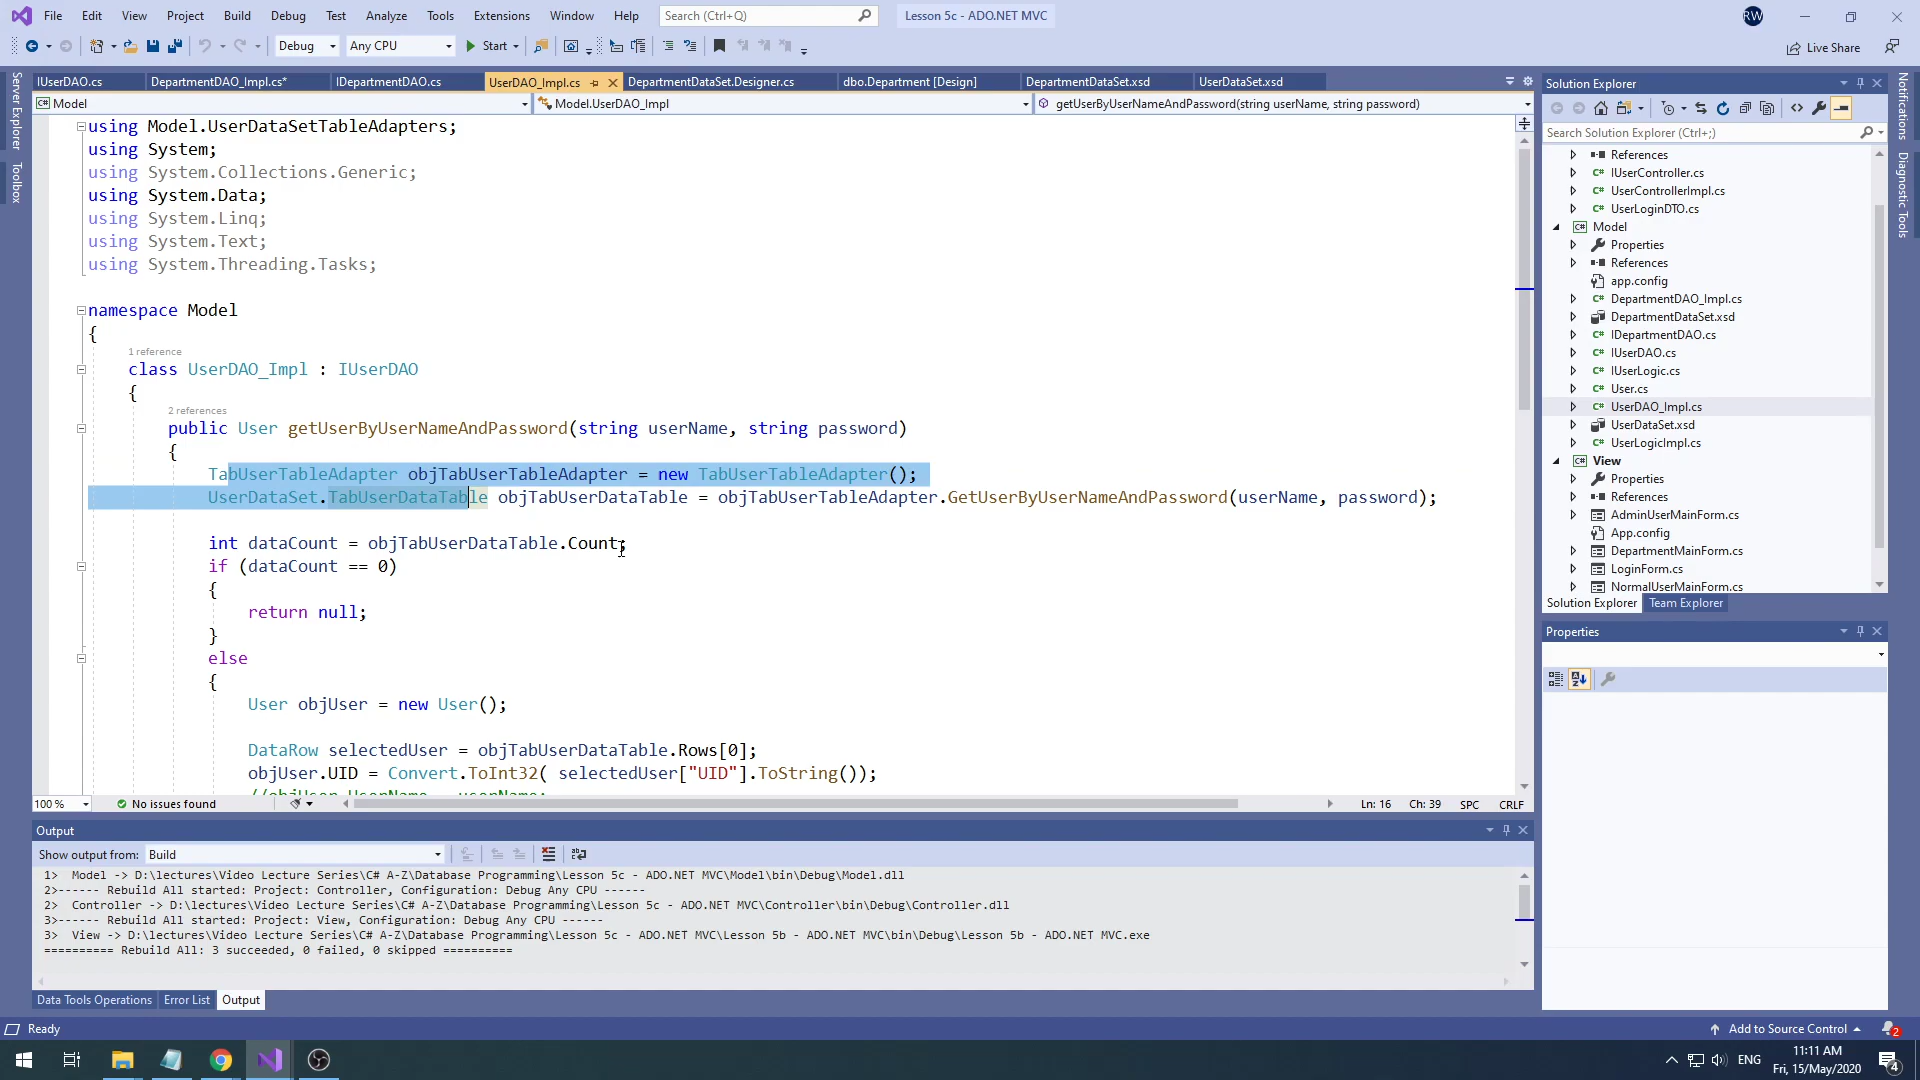 File Edit View Project Build Debug Test Analyze Tools Extensions Window Help Search (Ctrl+Q) Lesson 5c - ADO.NET MVC RW
Debug Any CPU Start Live Share
IUserDAO.cs DepartmentDAO_Impl.cs* IDepartmentDAO.cs UserDAO_Impl.cs DepartmentDataSet.Designer.cs dbo.Department [Design] DepartmentDataSet.xsd UserDataSet.xsd
Model Model.UserDAO_Impl getUserByUserNameAndPassword(string userName, string password)
Server Explorer
Toolbox
using Model.UserDataSetTableAdapters;
using System;
using System.Collections.Generic;
using System.Data;
using System.Linq;
using System.Text;
using System.Threading.Tasks;
namespace Model
{
1 reference
class UserDAO_Impl : IUserDAO
{
2 references
public User getUserByUserNameAndPassword(string userName, string password)
{
TabUserTableAdapter objTabUserTableAdapter = new TabUserTableAdapter();
UserDataSet.TabUserDataTable objTabUserDataTable = objTabUserTableAdapter.GetUserByUserNameAndPassword(userName, password);
int dataCount = objTabUserDataTable.Count;
if (dataCount == 0)
{
return null;
}
else
{
User objUser = new User();
DataRow selectedUser = objTabUserDataTable.Rows[0];
objUser.UID = Convert.ToInt32( selectedUser["UID"].ToString());
//objUser.UserName = userName;
100 % No issues found Ln: 16 Ch: 39 SPC CRLF
Output
Show output from: Build
1> Model -> D:\lectures\Video Lecture Series\C# A-Z\Database Programming\Lesson 5c - ADO.NET MVC\Model\bin\Debug\Model.dll
2>------ Rebuild All started: Project: Controller, Configuration: Debug Any CPU ------
2> Controller -> D:\lectures\Video Lecture Series\C# A-Z\Database Programming\Lesson 5c - ADO.NET MVC\Controller\bin\Debug\Controller.dll
3>------ Rebuild All started: Project: View, Configuration: Debug Any CPU ------
3> View -> D:\lectures\Video Lecture Series\C# A-Z\Database Programming\Lesson 5c - ADO.NET MVC\Lesson 5b - ADO.NET MVC\bin\Debug\Lesson 5b - ADO.NET MVC.exe
========== Rebuild All: 3 succeeded, 0 failed, 0 skipped ==========
Data Tools Operations Error List Output
Solution Explorer
Search Solution Explorer (Ctrl+;)
References
IUserController.cs
UserControllerImpl.cs
UserLoginDTO.cs
Model
Properties
References
app.config
DepartmentDAO_Impl.cs
DepartmentDataSet.xsd
IDepartmentDAO.cs
IUserDAO.cs
IUserLogic.cs
User.cs
UserDAO_Impl.cs
UserDataSet.xsd
UserLogicImpl.cs
View
Properties
References
AdminUserMainForm.cs
App.config
DepartmentMainForm.cs
LoginForm.cs
NormalUserMainForm.cs
Solution Explorer Team Explorer
Properties
Notifications
Diagnostic Tools
Ready Add to Source Control 2
ENG 11:11 AM
Fri, 15/May/2020 4